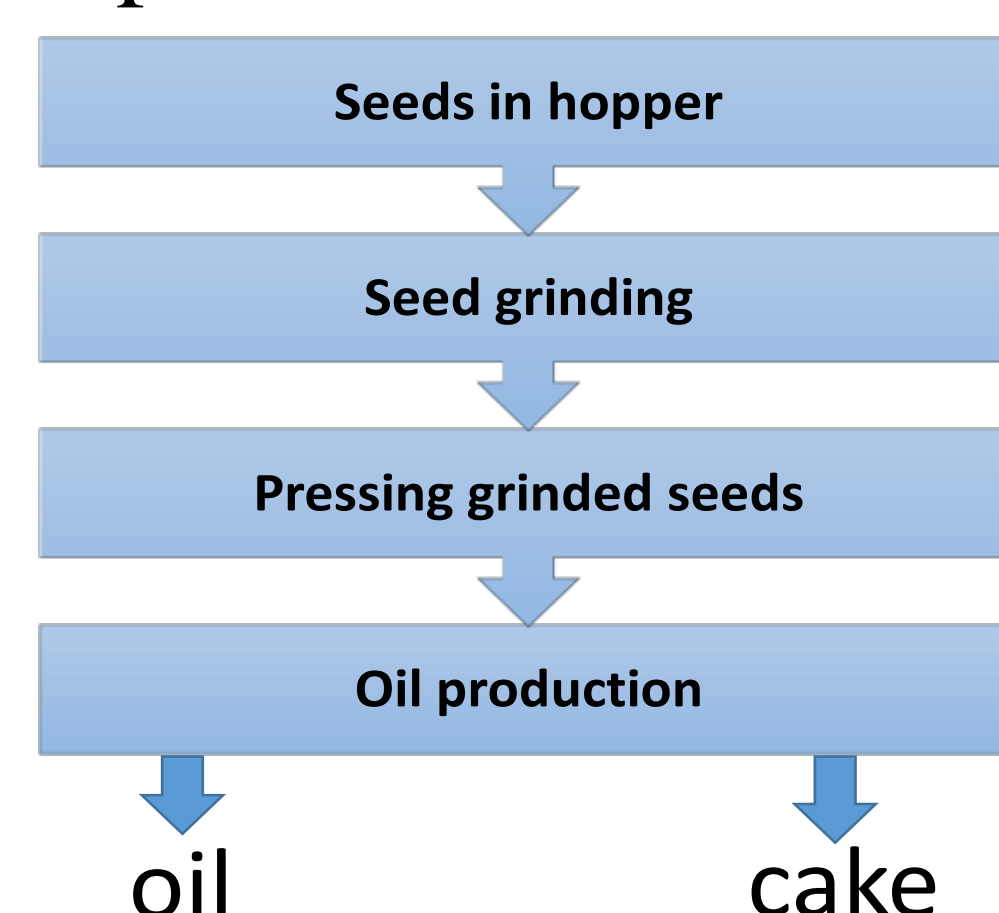 Seeds in hopper
Seed grinding
Pressing grinded seeds
Oil production
oil cake